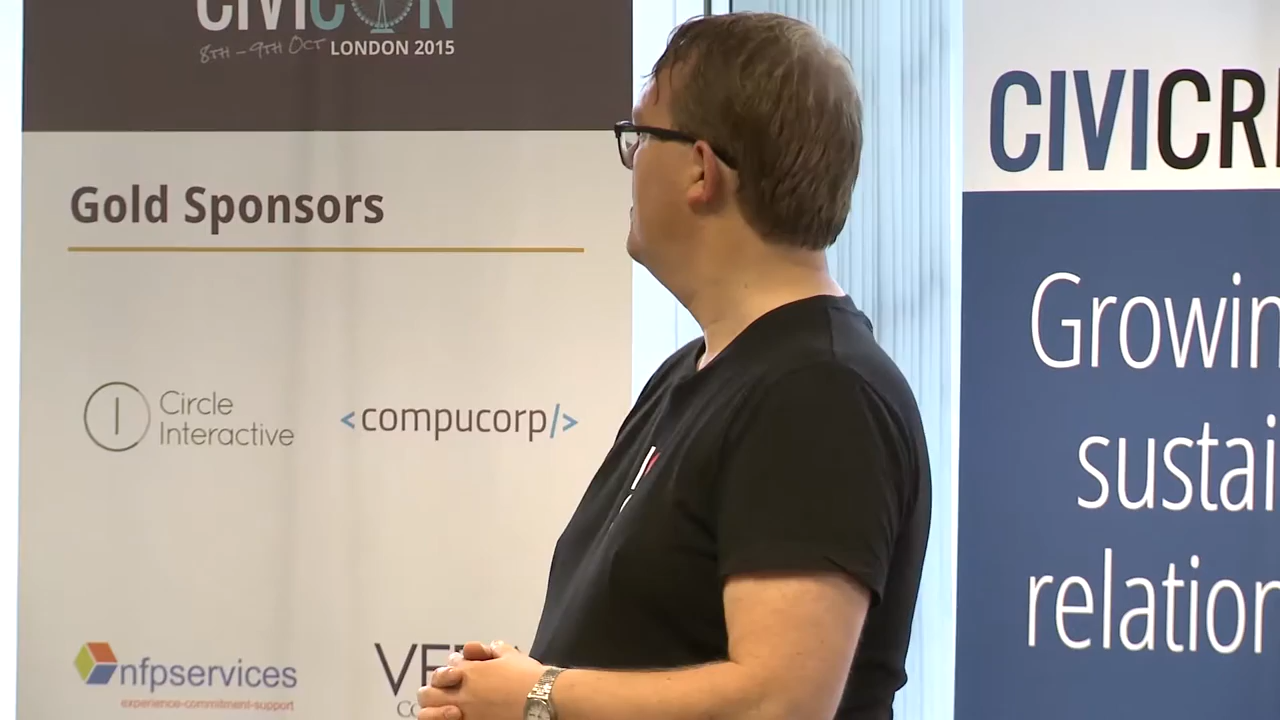 CIVICON
8TH – 9TH OCT LONDON 2015
Gold Sponsors
Circle
Interactive
<compucorp/>
nfpservices
experience-commitment-support
CIVICR
Growin
sustai
relation